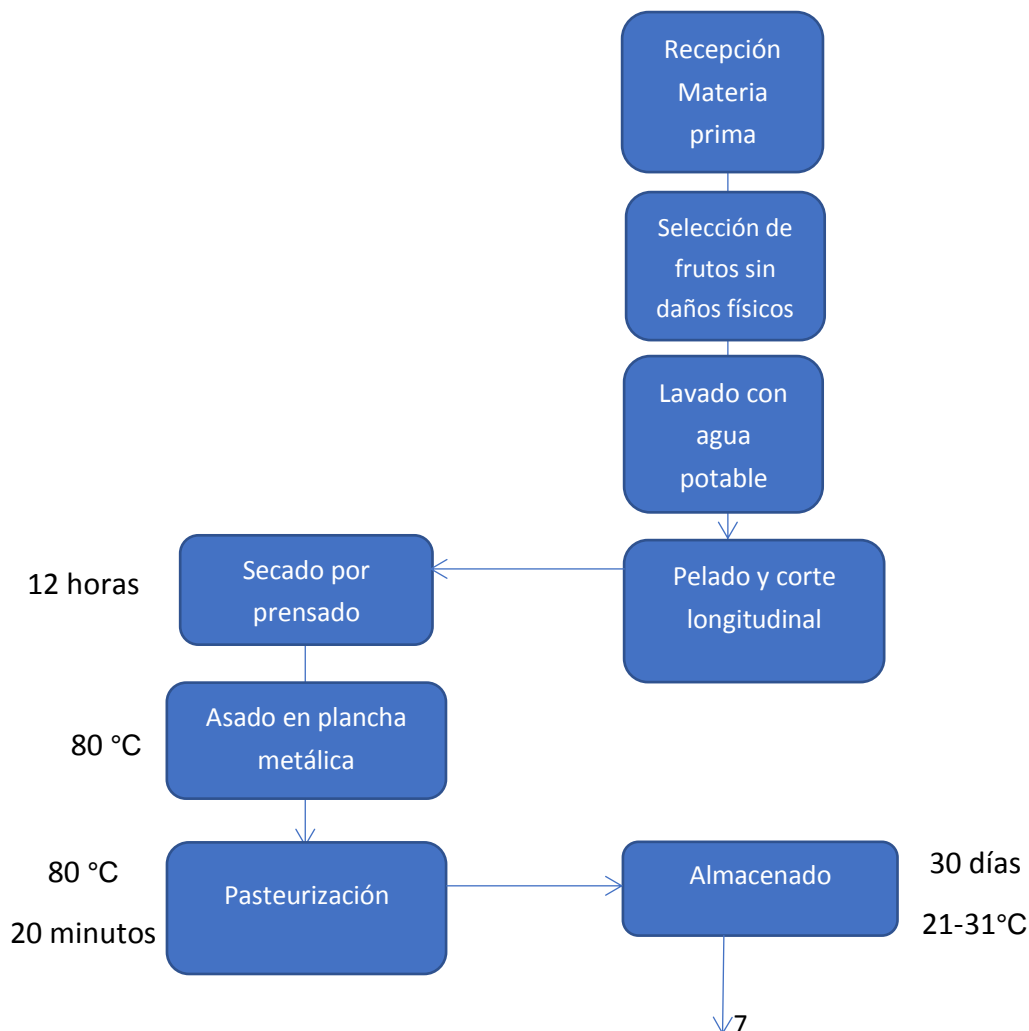 Recepción
Materia
prima
Selección de
frutos sin
daños físicos
Lavado con
agua
potable
Pelado y corte
longitudinal
12 horas
Secado por
prensado
80 °C
Asado en plancha
metálica
80 °C
20 minutos
Pasteurización
Almacenado
30 días
21-31°C
7